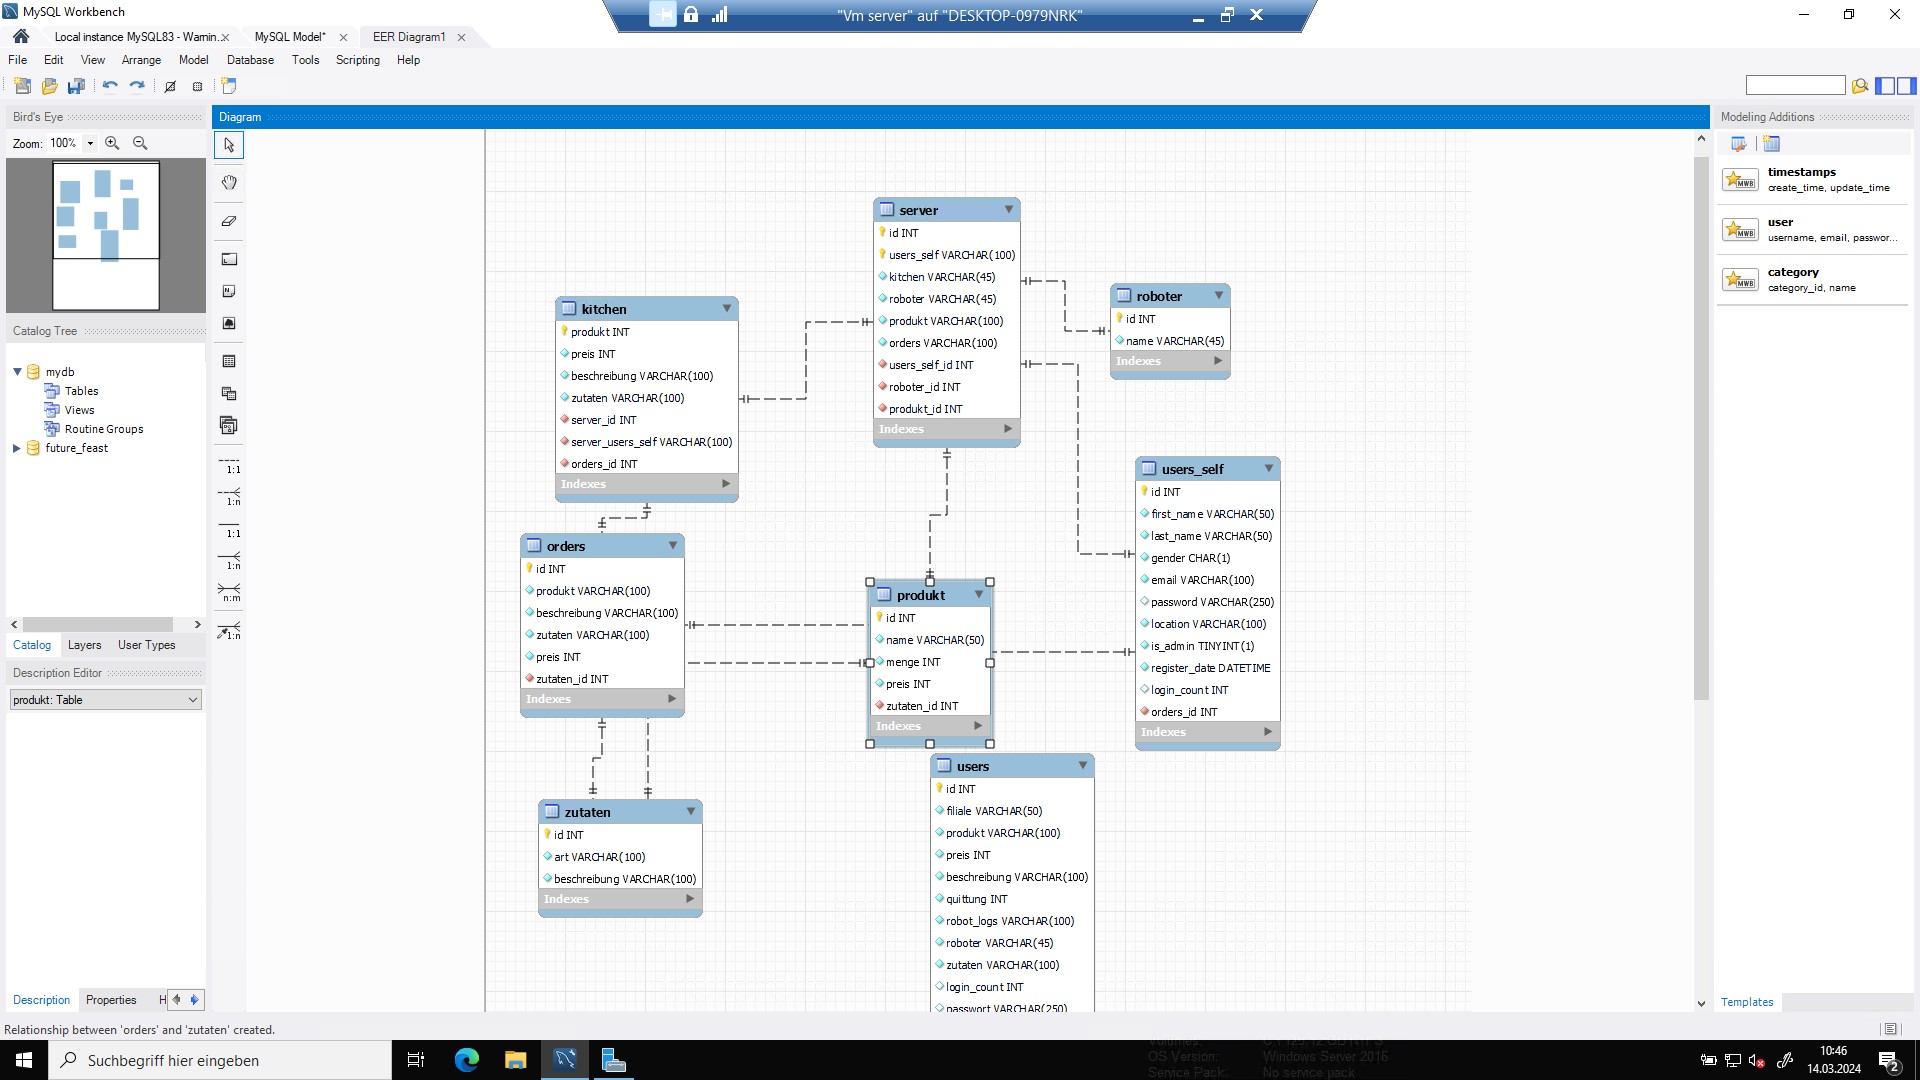 MySQL Workbench
"Vm server" auf "DESKTOP-0979NRK"
Local instance MySQL83 - Warnin...
MySQL Model*
EER Diagram1
File Edit View Arrange Model Database Tools Scripting Help
Bird's Eye
Zoom: 100%
Catalog Tree
mydb
Tables
Views
Routine Groups
future_feast
Catalog Layers User Types
Description Editor
produkt: Table
Description Properties H
Diagram
1:1
1:n
1:1
1:n
n:m
1:n
server
id INT
users_self VARCHAR(100)
kitchen VARCHAR(45)
roboter VARCHAR(45)
produkt VARCHAR(100)
orders VARCHAR(100)
users_self_id INT
roboter_id INT
produkt_id INT
Indexes
kitchen
produkt INT
preis INT
beschreibung VARCHAR(100)
zutaten VARCHAR(100)
server_id INT
server_users_self VARCHAR(100)
orders_id INT
Indexes
roboter
id INT
name VARCHAR(45)
Indexes
users_self
id INT
first_name VARCHAR(50)
last_name VARCHAR(50)
gender CHAR(1)
email VARCHAR(100)
password VARCHAR(250)
location VARCHAR(100)
is_admin TINYINT(1)
register_date DATETIME
login_count INT
orders_id INT
Indexes
orders
id INT
produkt VARCHAR(100)
beschreibung VARCHAR(100)
zutaten VARCHAR(100)
preis INT
zutaten_id INT
Indexes
produkt
id INT
name VARCHAR(50)
menge INT
preis INT
zutaten_id INT
Indexes
zutaten
id INT
art VARCHAR(100)
beschreibung VARCHAR(100)
Indexes
users
id INT
filiale VARCHAR(50)
produkt VARCHAR(100)
preis INT
beschreibung VARCHAR(100)
quittung INT
robot_logs VARCHAR(100)
roboter VARCHAR(45)
zutaten VARCHAR(100)
login_count INT
passwort VARCHAR(250)
Modeling Additions
MWB
timestamps
create_time, update_time
MWB
user
username, email, passwor...
MWB
category
category_id, name
Templates
Relationship between 'orders' and 'zutaten' created.
Suchbegriff hier eingeben
OS Version: Windows Server 2016
Service Pack: No service pack
10:46
14.03.2024
2